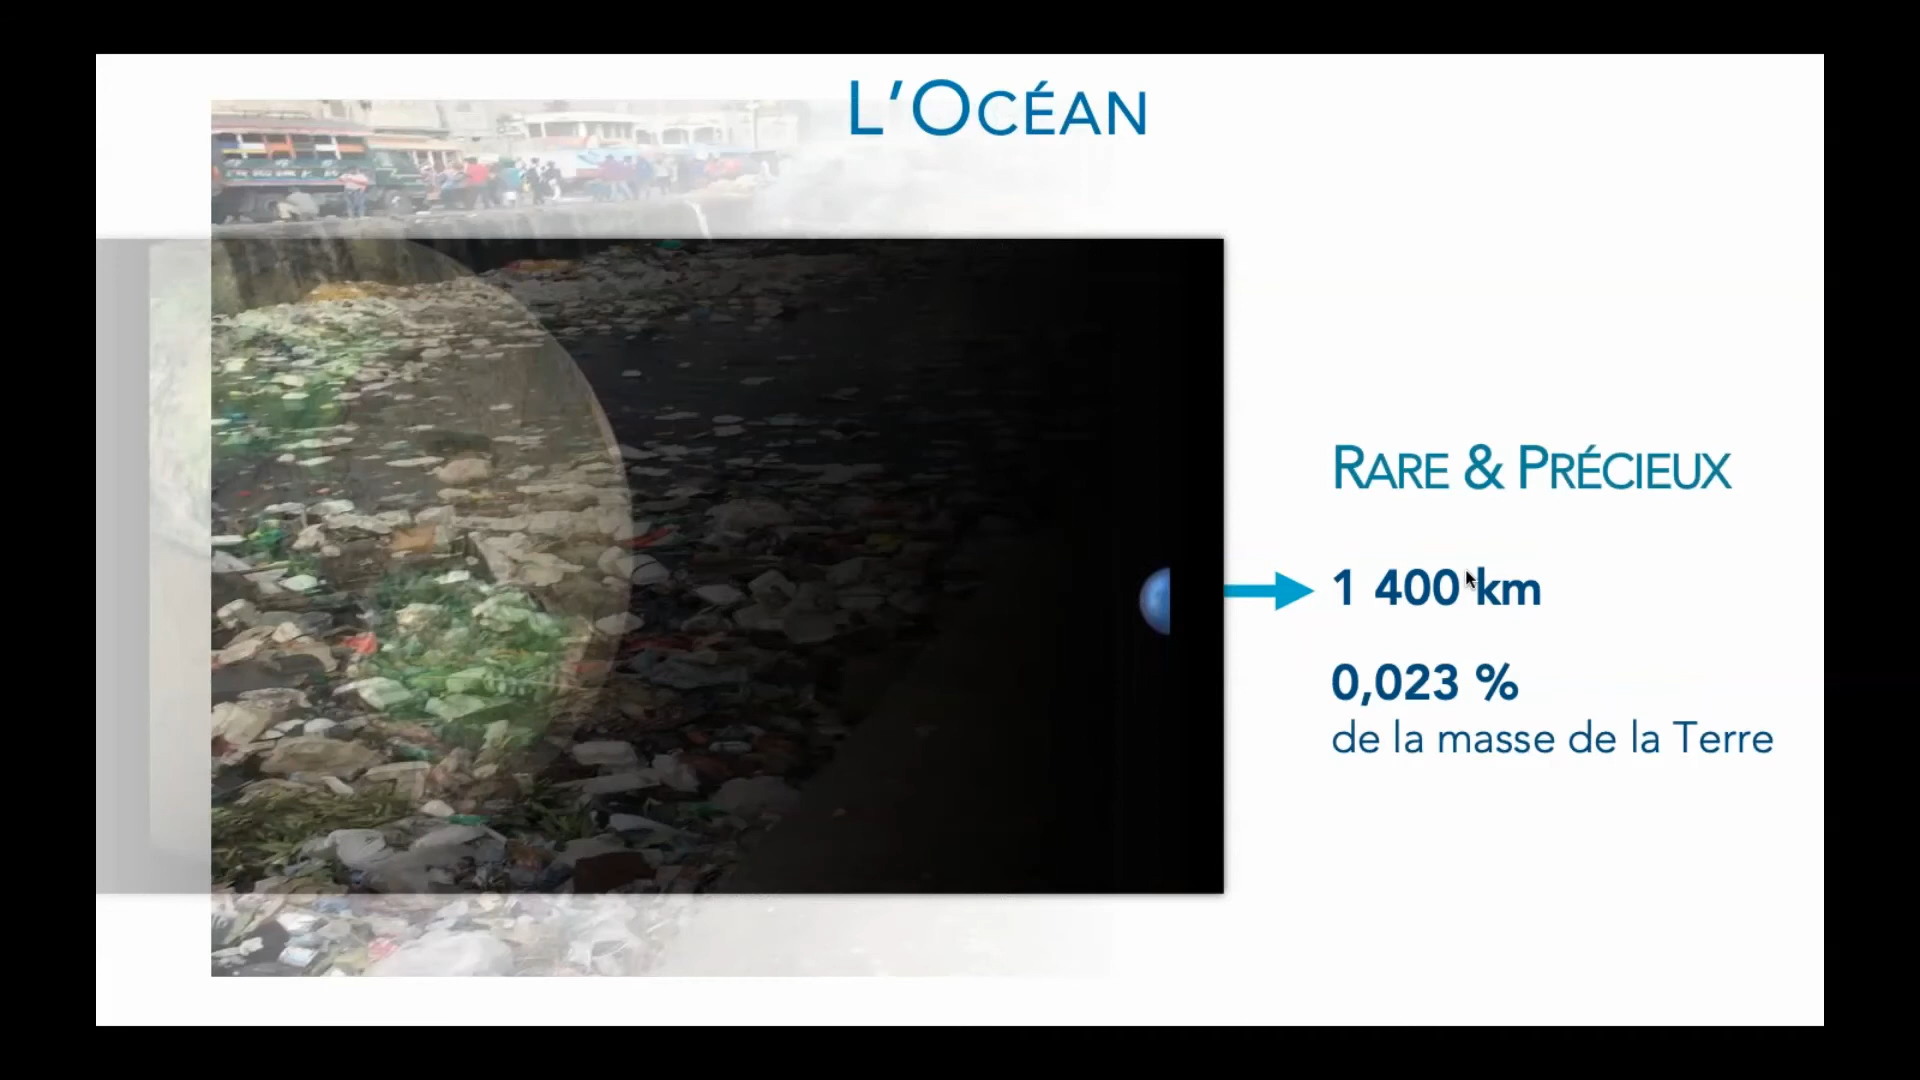 L'OCÉAN
RARE & PRÉCIEUX
1 400 km
0,023 %
de la masse de la Terre